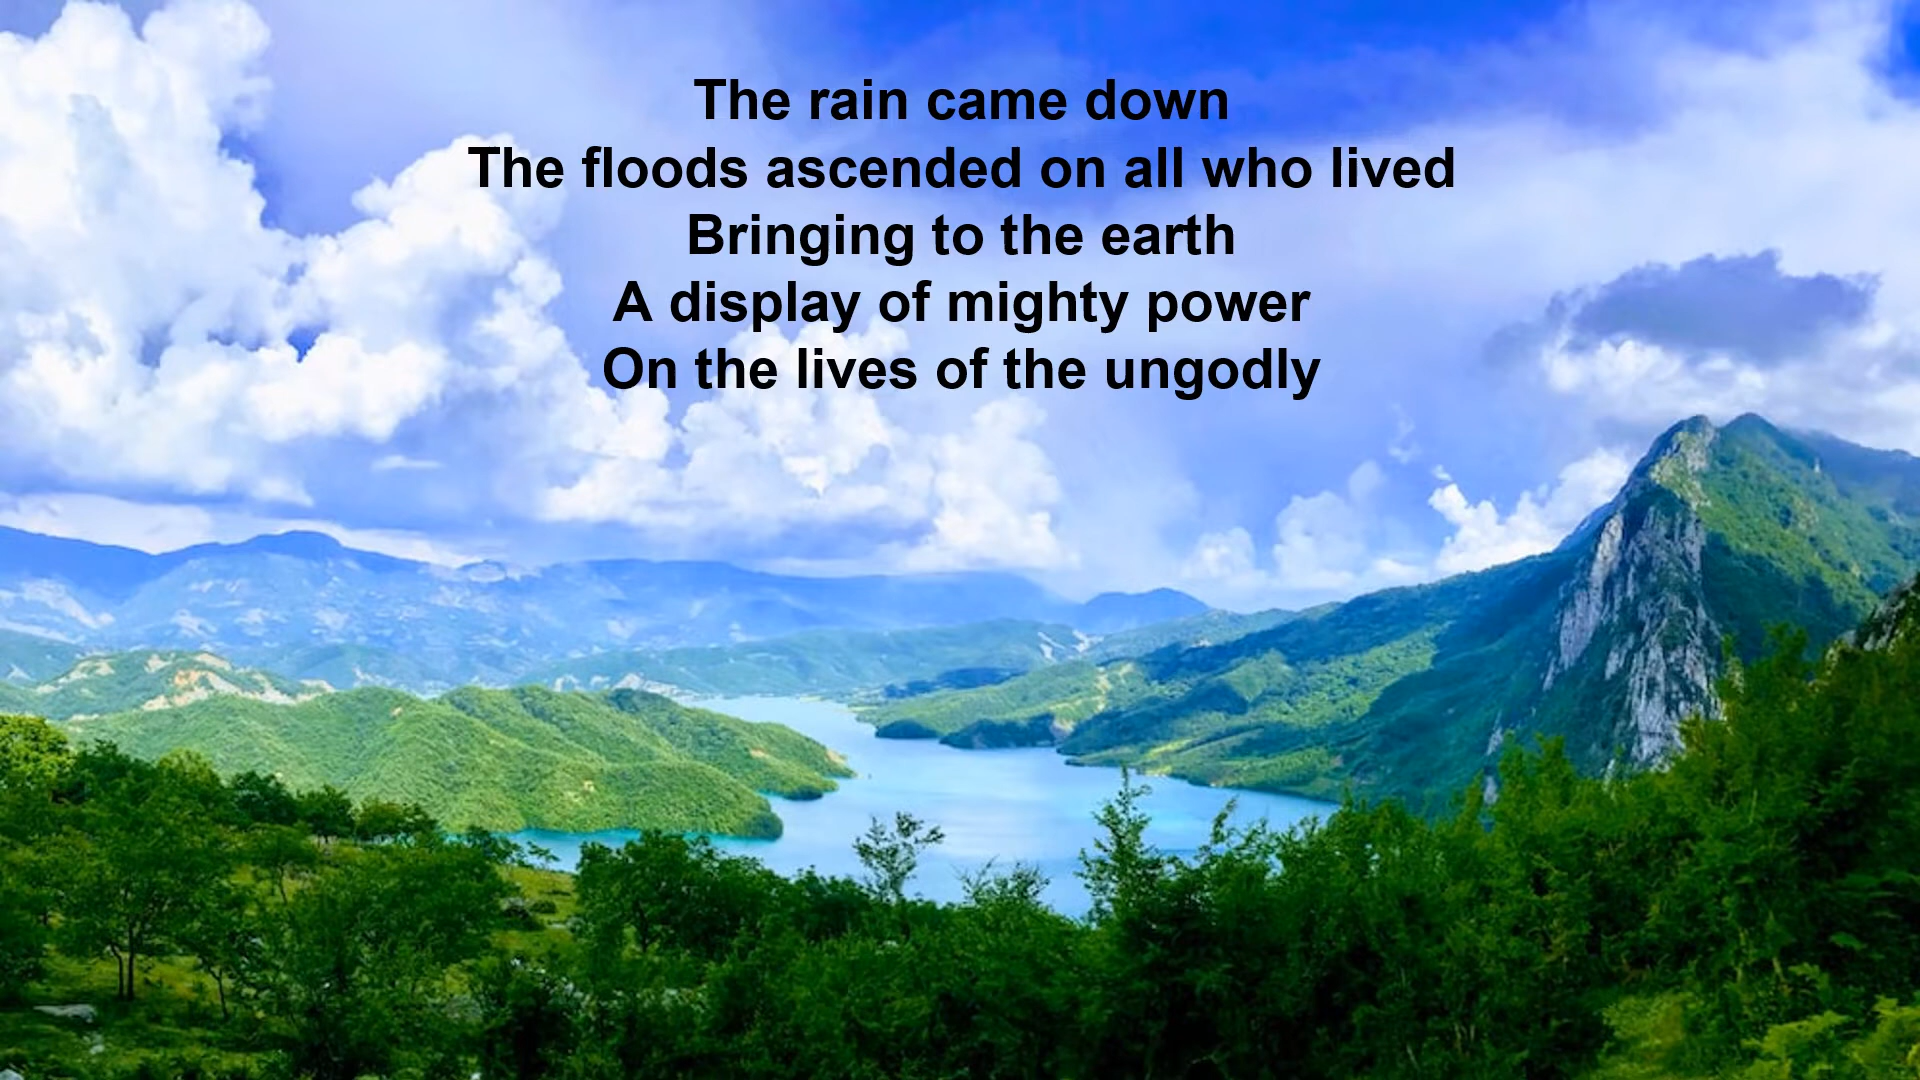 The rain came down
The floods ascended on all who lived
Bringing to the earth
A display of mighty power
On the lives of the ungodly